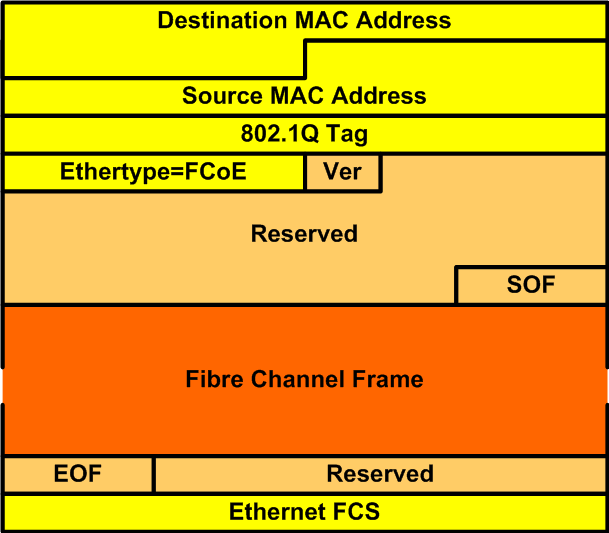 Destination MAC Address
Source MAC Address
802.1Q Tag
Ethertype=FCoE Ver
Reserved
SOF
Fibre Channel Frame
EOF Reserved
Ethernet FCS